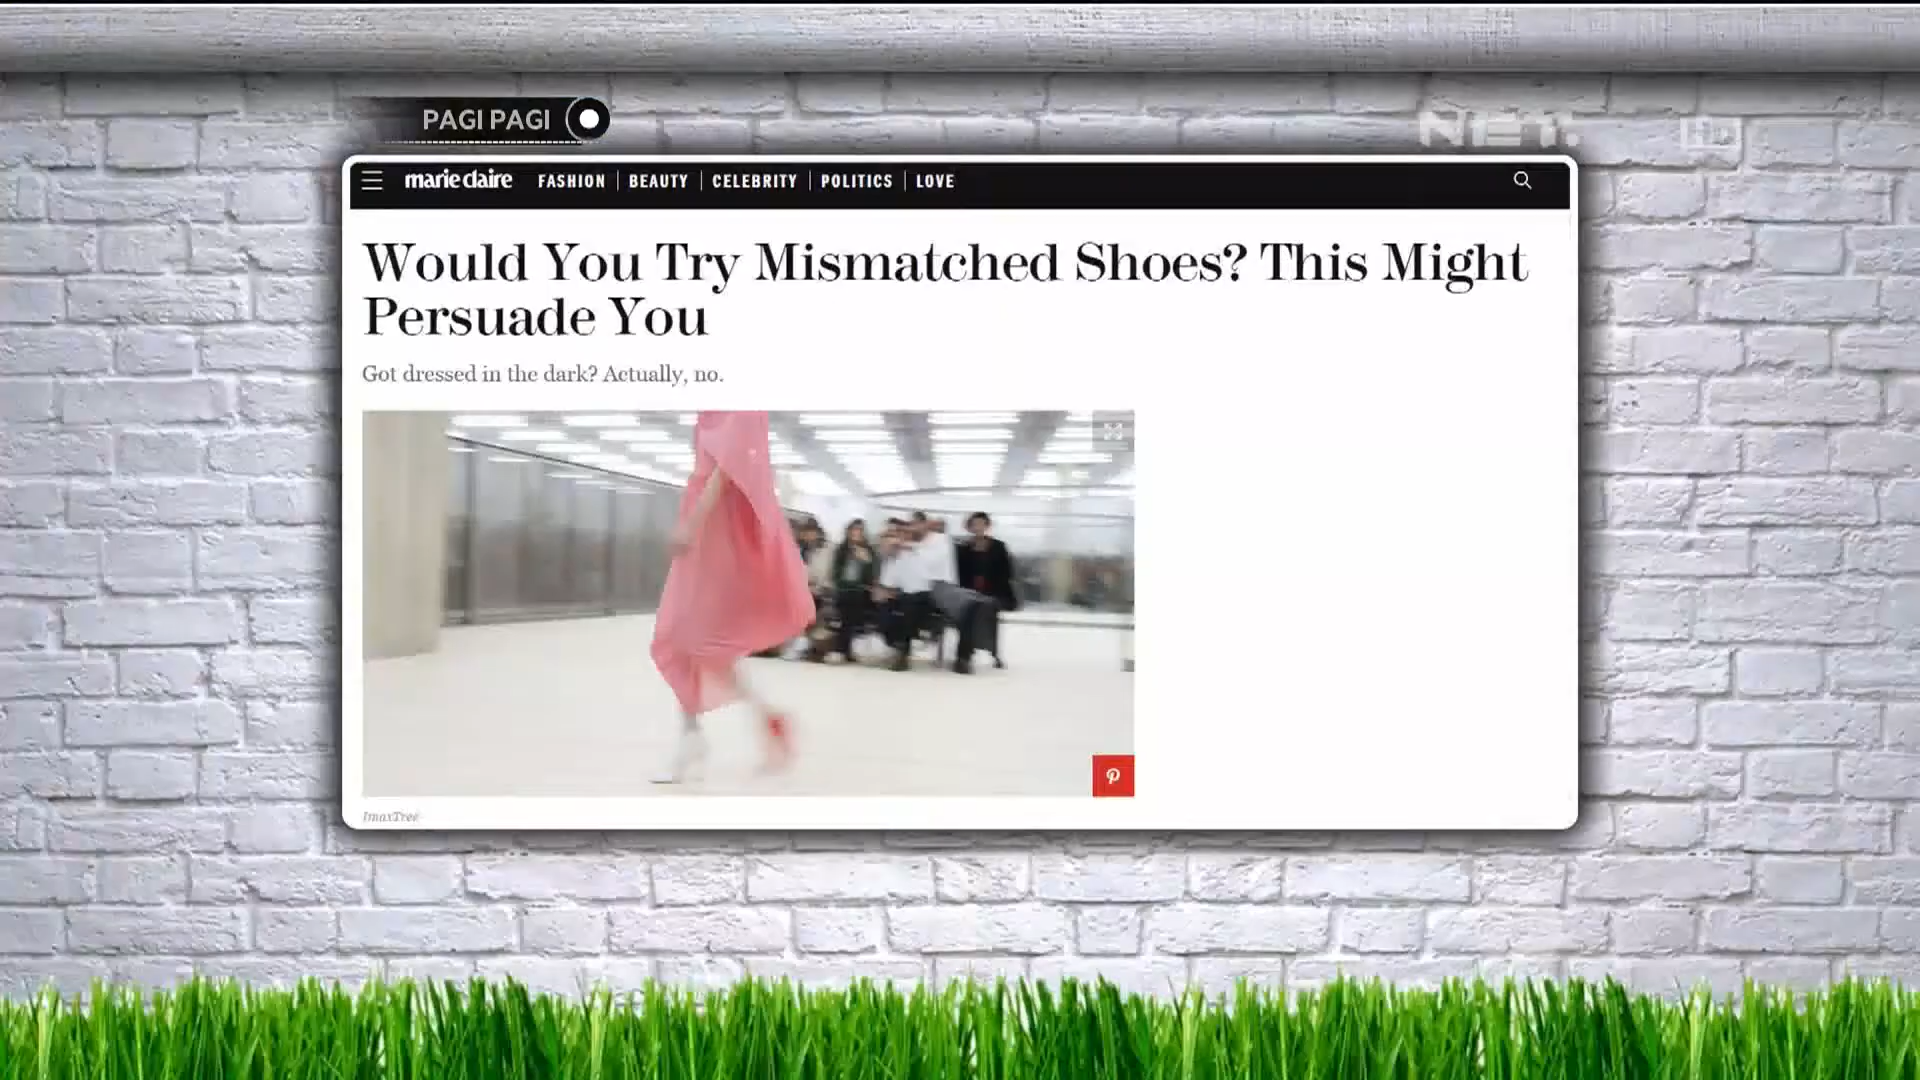 PAGI PAGI
NET.
HD
marie claire FASHION BEAUTY CELEBRITY POLITICS LOVE
Would You Try Mismatched Shoes? This Might
Persuade You
Got dressed in the dark? Actually, no.
ImaxTree